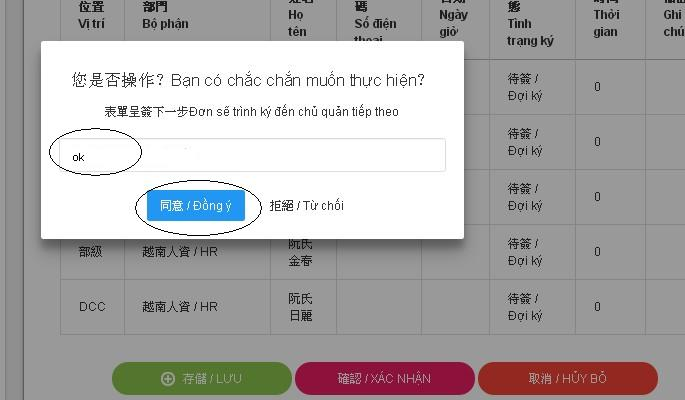 位置 部門 碼 態
Vị trí Bộ phận Họ Số điện Ngày Tình Thời Ghi
tên thoại giờ trạng ký gian chú
您是否操作? Bạn có chắc chắn muốn thực hiện?
表單呈簽下一步Đơn sẽ trình ký đến chủ quản tiếp theo
ok
同意 / Đồng ý 拒絕 / Từ chối
待簽 / 0
Đợi ký
待簽 / 0
Đợi ký
待簽 / 0
Đợi ký
部級 越南人資 / HR 阮氏 待簽 / 0
金春 Đợi ký
DCC 越南人資 / HR 阮氏 待簽 / 0
日麗 Đợi ký
存儲 / LƯU 確認 / XÁC NHẬN 取消 / HỦY BỎ